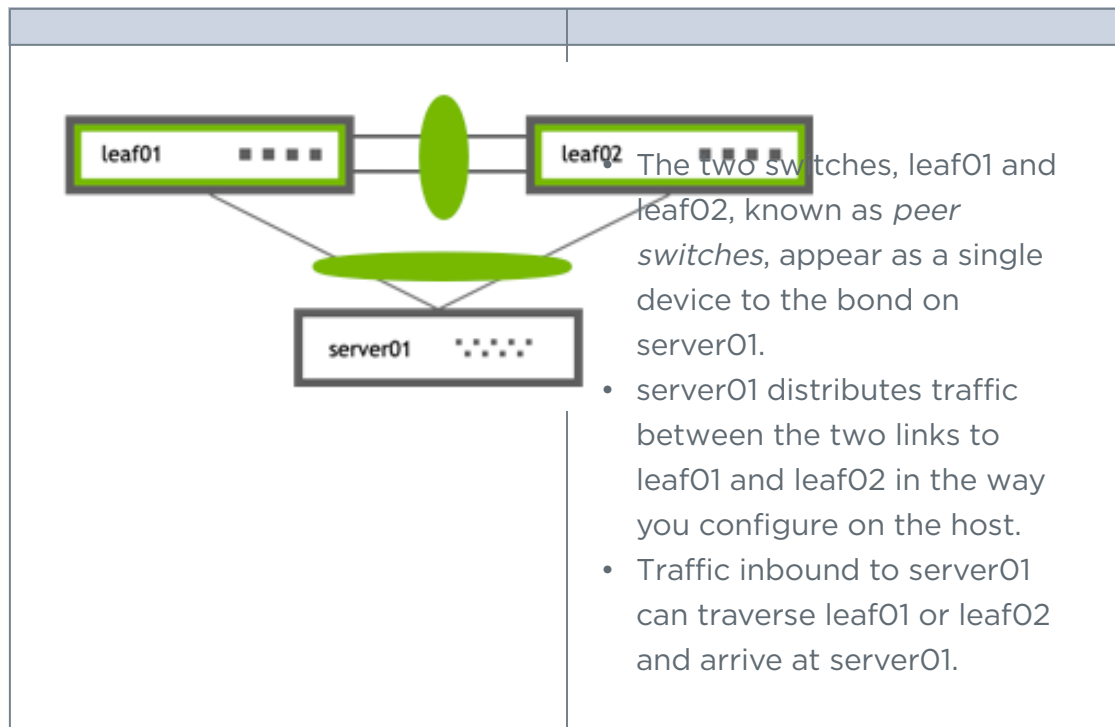 leaf01
leaf02
server01
• The two switches, leaf01 and
leaf02, known as peer
switches, appear as a single
device to the bond on
server01.
• server01 distributes traffic
between the two links to
leaf01 and leaf02 in the way
you configure on the host.
• Traffic inbound to server01
can traverse leaf01 or leaf02
and arrive at server01.